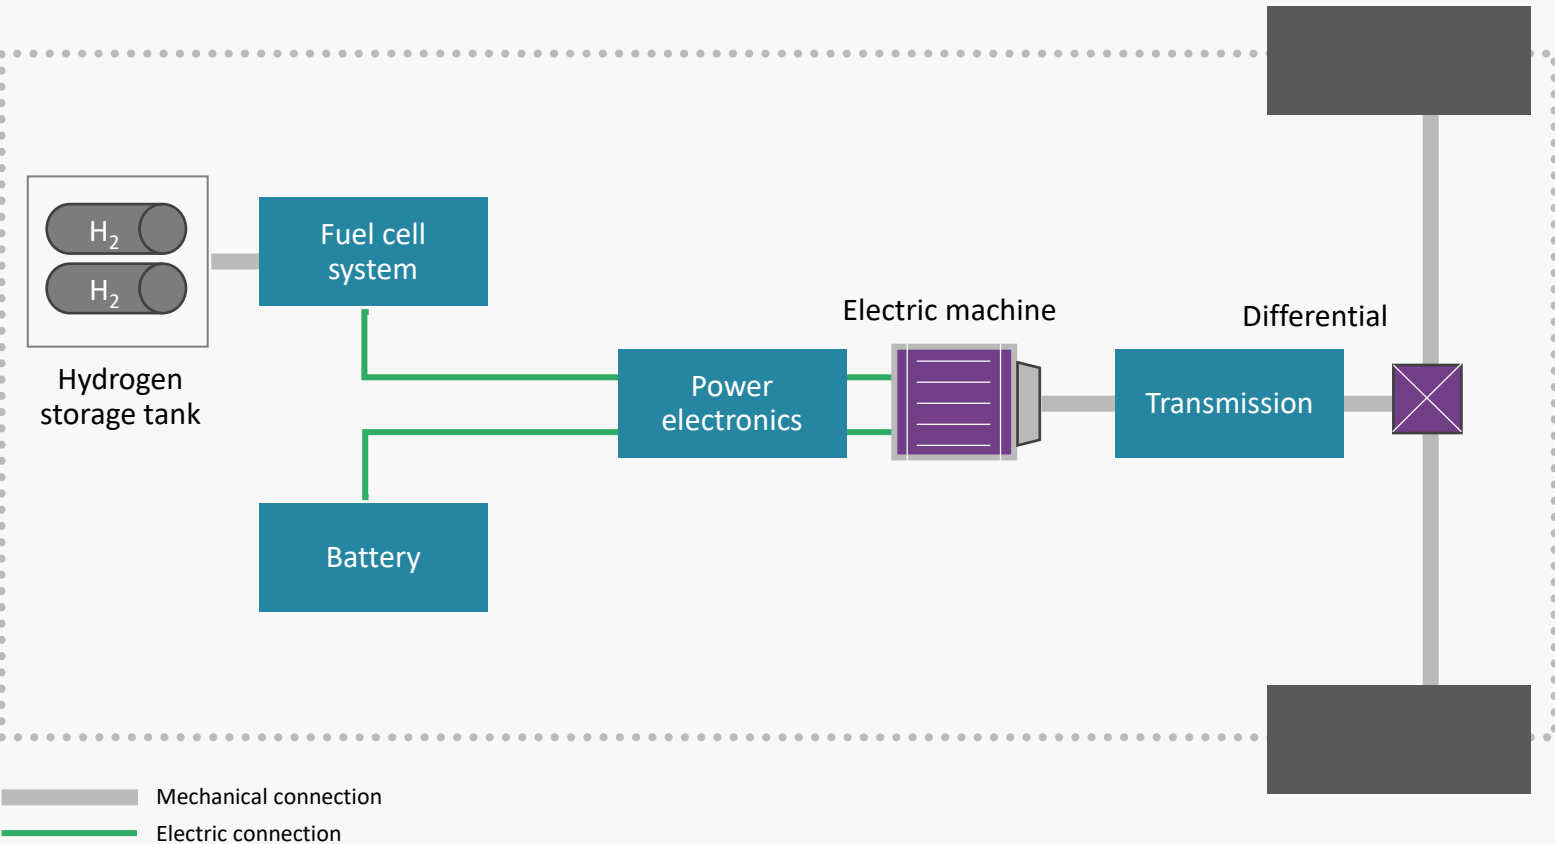 H₂
H₂
Hydrogen
storage tank
Fuel cell
system
Battery
Power
electronics
Electric machine
Transmission
Differential
Mechanical connection
Electric connection